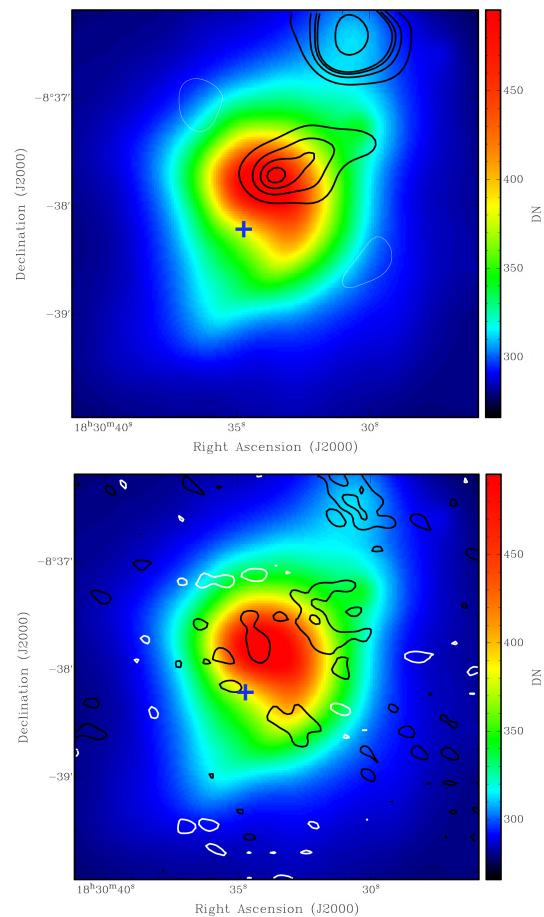 -8°37′
-38′
-39′
Declination (J2000)
18ʰ30ᵐ40ˢ
35ˢ
30ˢ
Right Ascension (J2000)
450
400
350
300
DN
-8°37′
-38′
-39′
Declination (J2000)
18ʰ30ᵐ40ˢ
35ˢ
30ˢ
Right Ascension (J2000)
450
400
350
300
DN